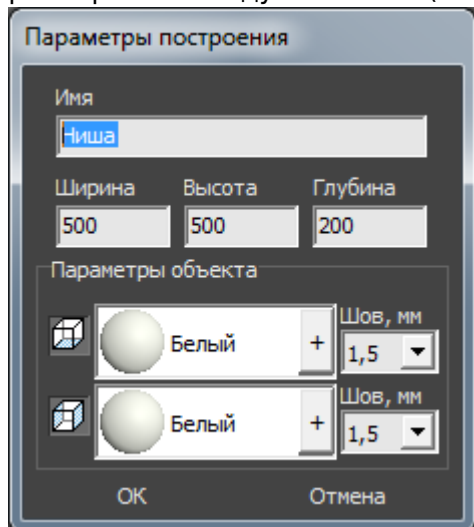 Параметры построения
Имя
Ниша
Ширина Высота Глубина
500 500 200
Параметры объекта
Шов, мм
Белый + 1,5
Шов, мм
Белый + 1,5
ОК Отмена